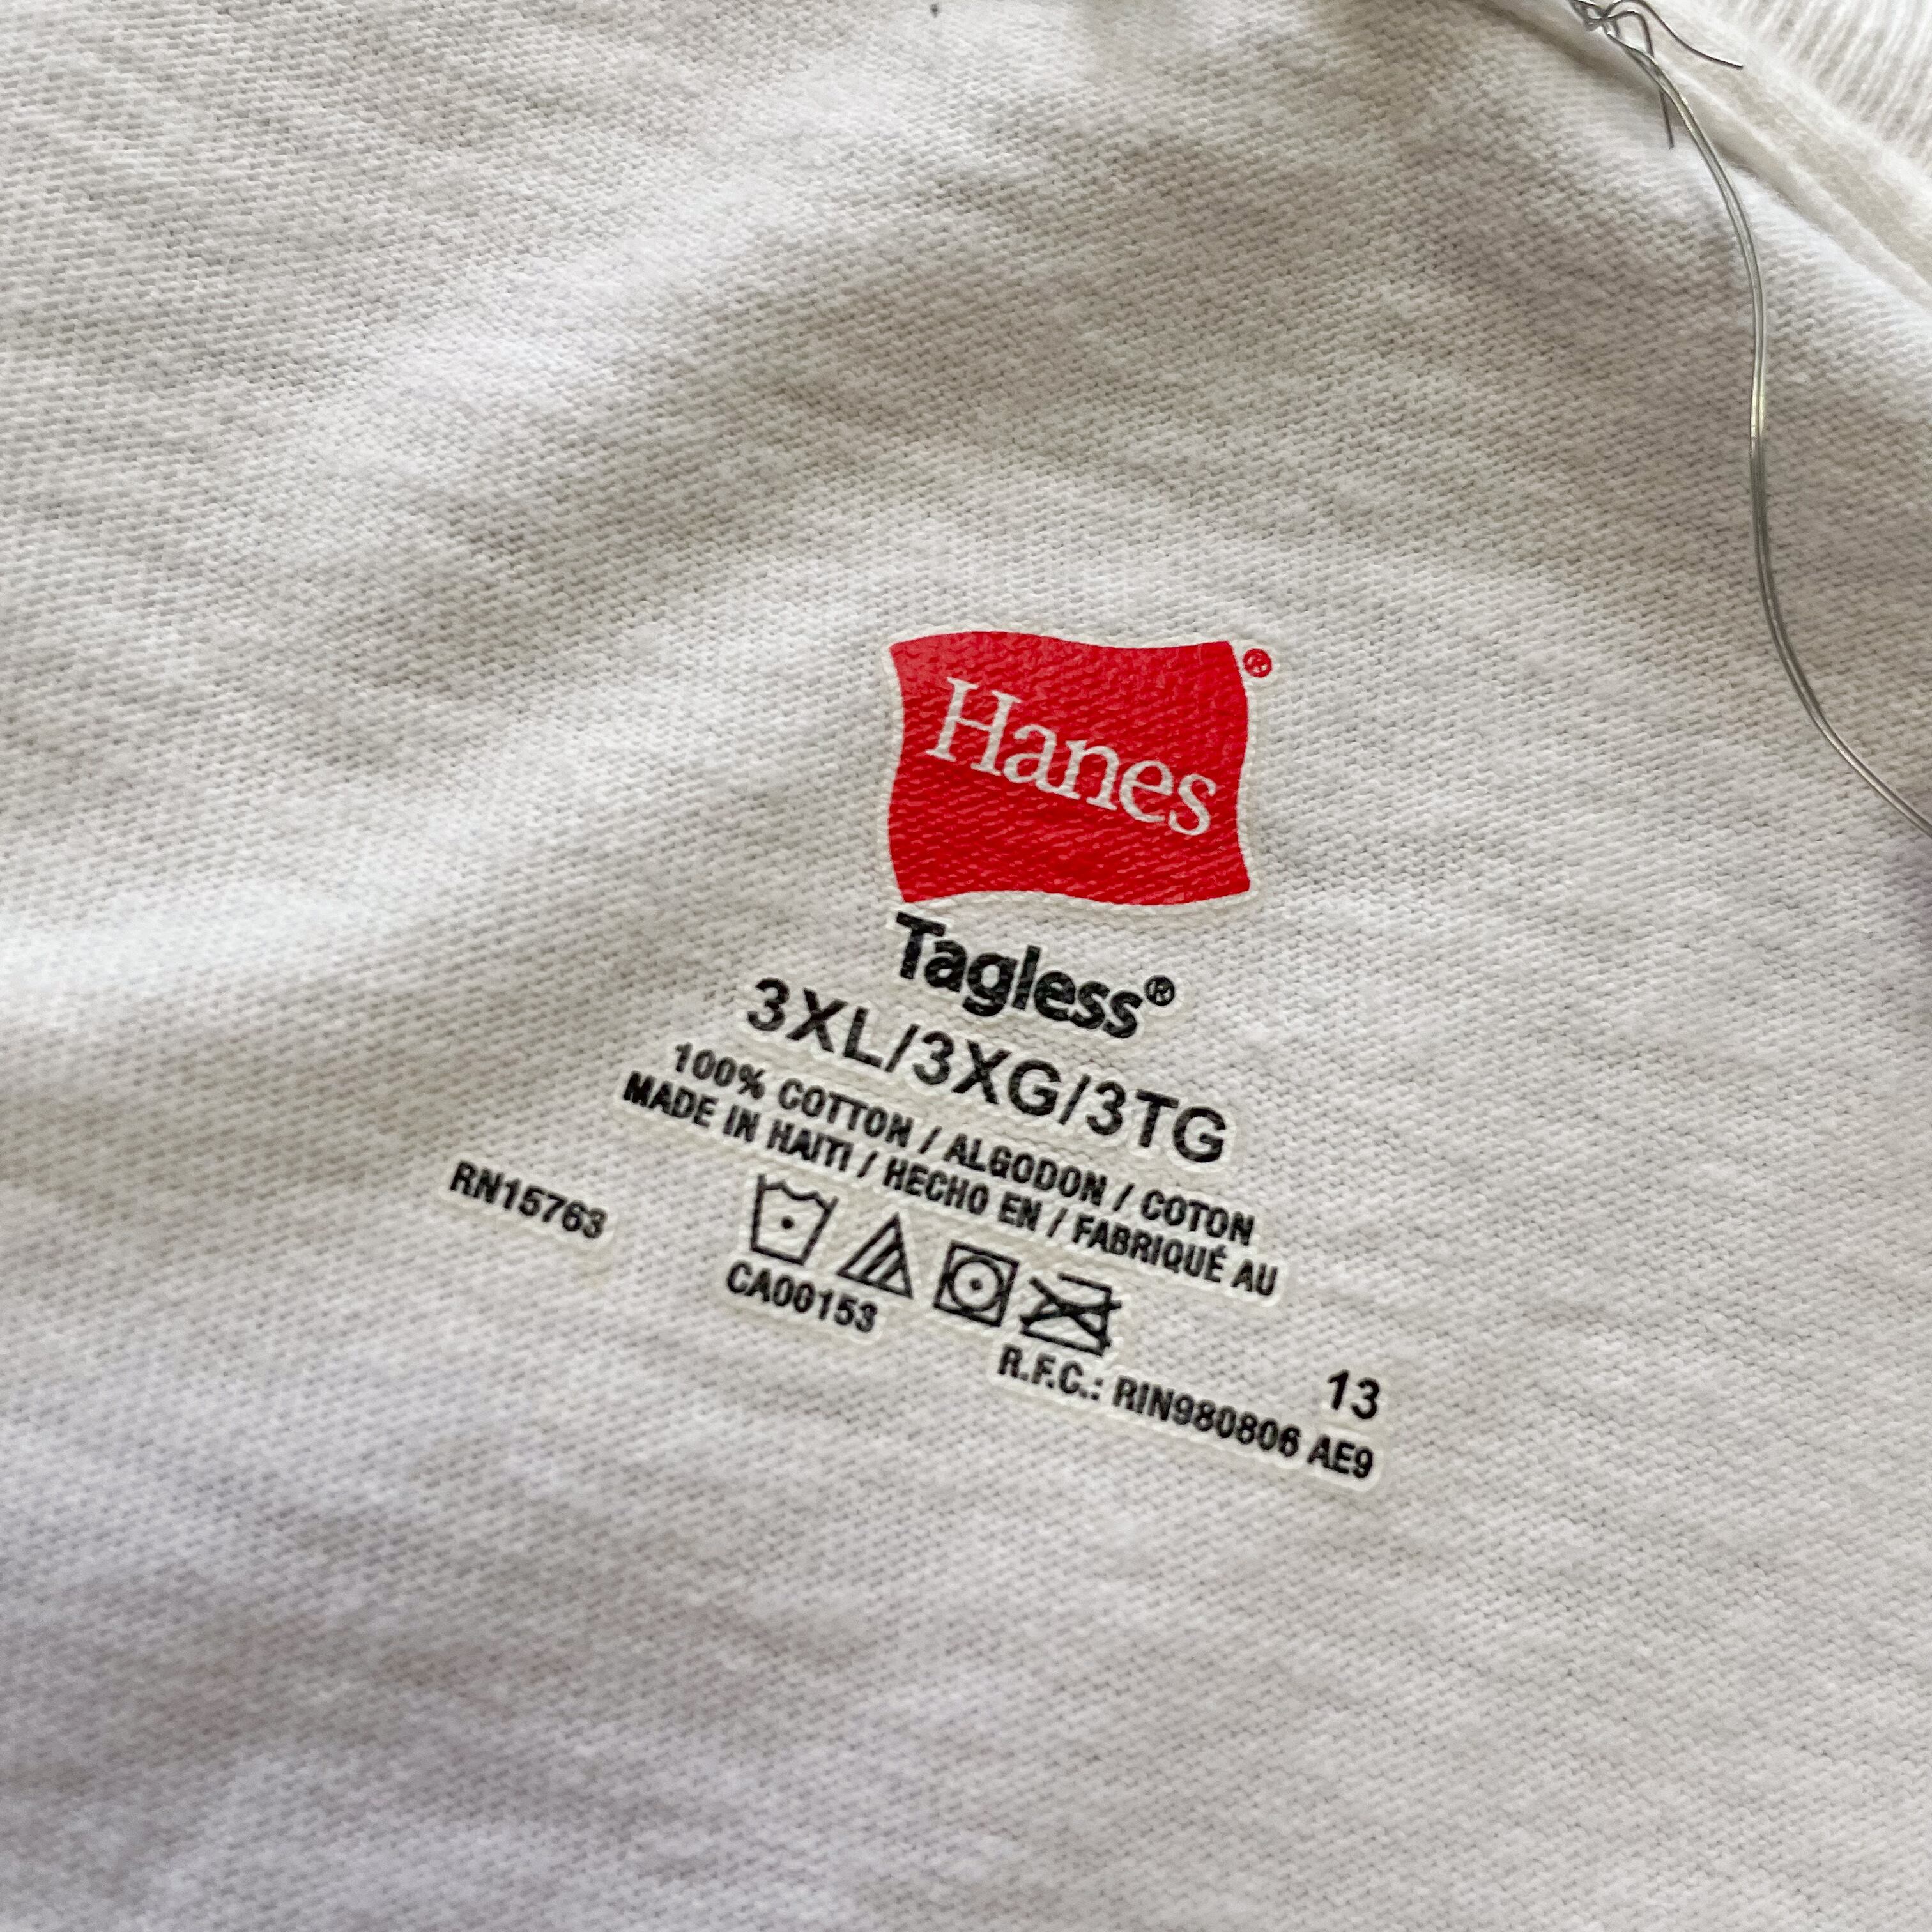 Hanes®
Tagless®
3XL/3XG/3TG
100% COTTON / ALGODON / COTON
MADE IN HAITI / HECHO EN / FABRIQUÉ AU
RN15763
CA00153
13
R.F.C.: RIN980806 AE9